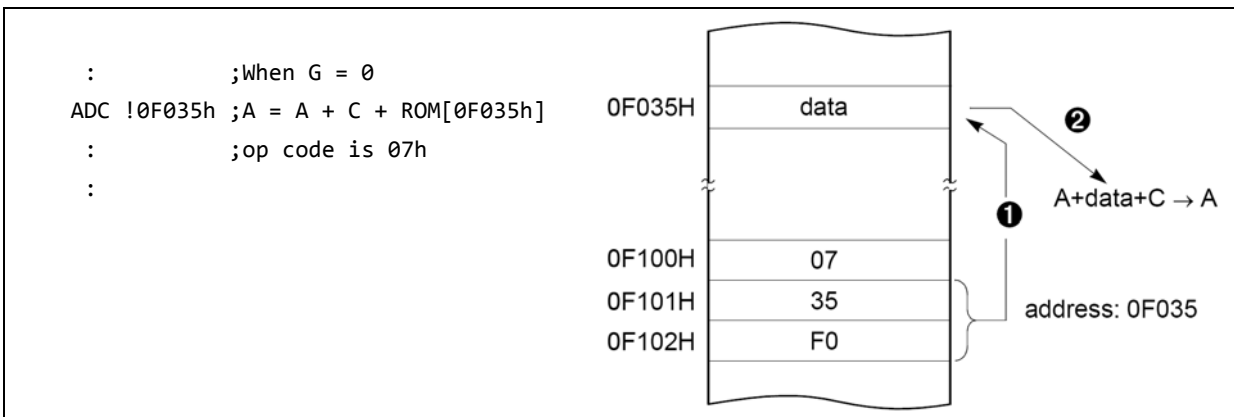 :             ;When G = 0
ADC !0F035h ;A = A + C + ROM[0F035h]
:             ;op code is 07h
:
0F035H data
❷
A+data+C → A
❶
0F100H 07
0F101H 35
address: 0F035
0F102H F0